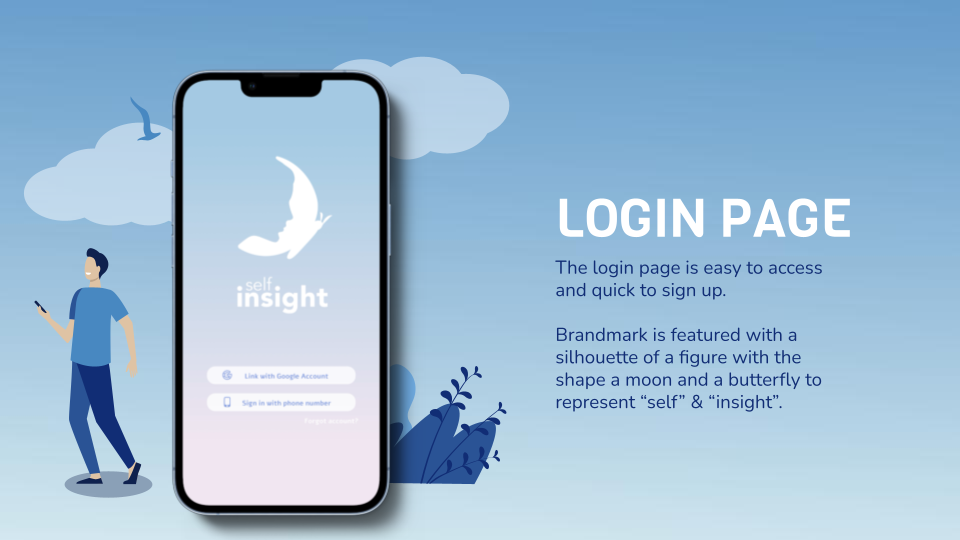 self
insight
Link with Google Account
Sign in with phone number
Forgot account?
LOGIN PAGE
The login page is easy to access
and quick to sign up.
Brandmark is featured with a
silhouette of a figure with the
shape a moon and a butterfly to
represent “self” & “insight”.